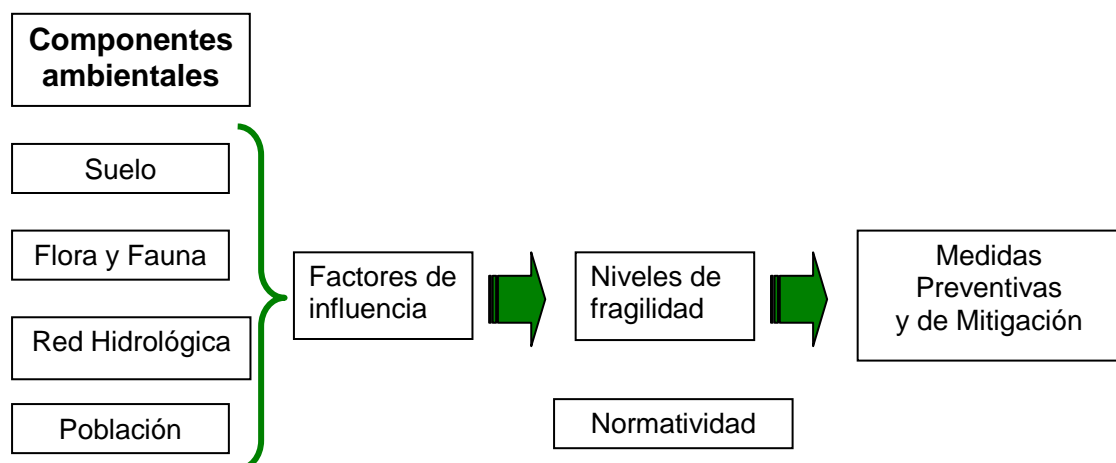 Componentes
ambientales
Suelo
Flora y Fauna
Red Hidrológica
Población
Factores de
influencia
Niveles de
fragilidad
Normatividad
Medidas
Preventivas
y de Mitigación